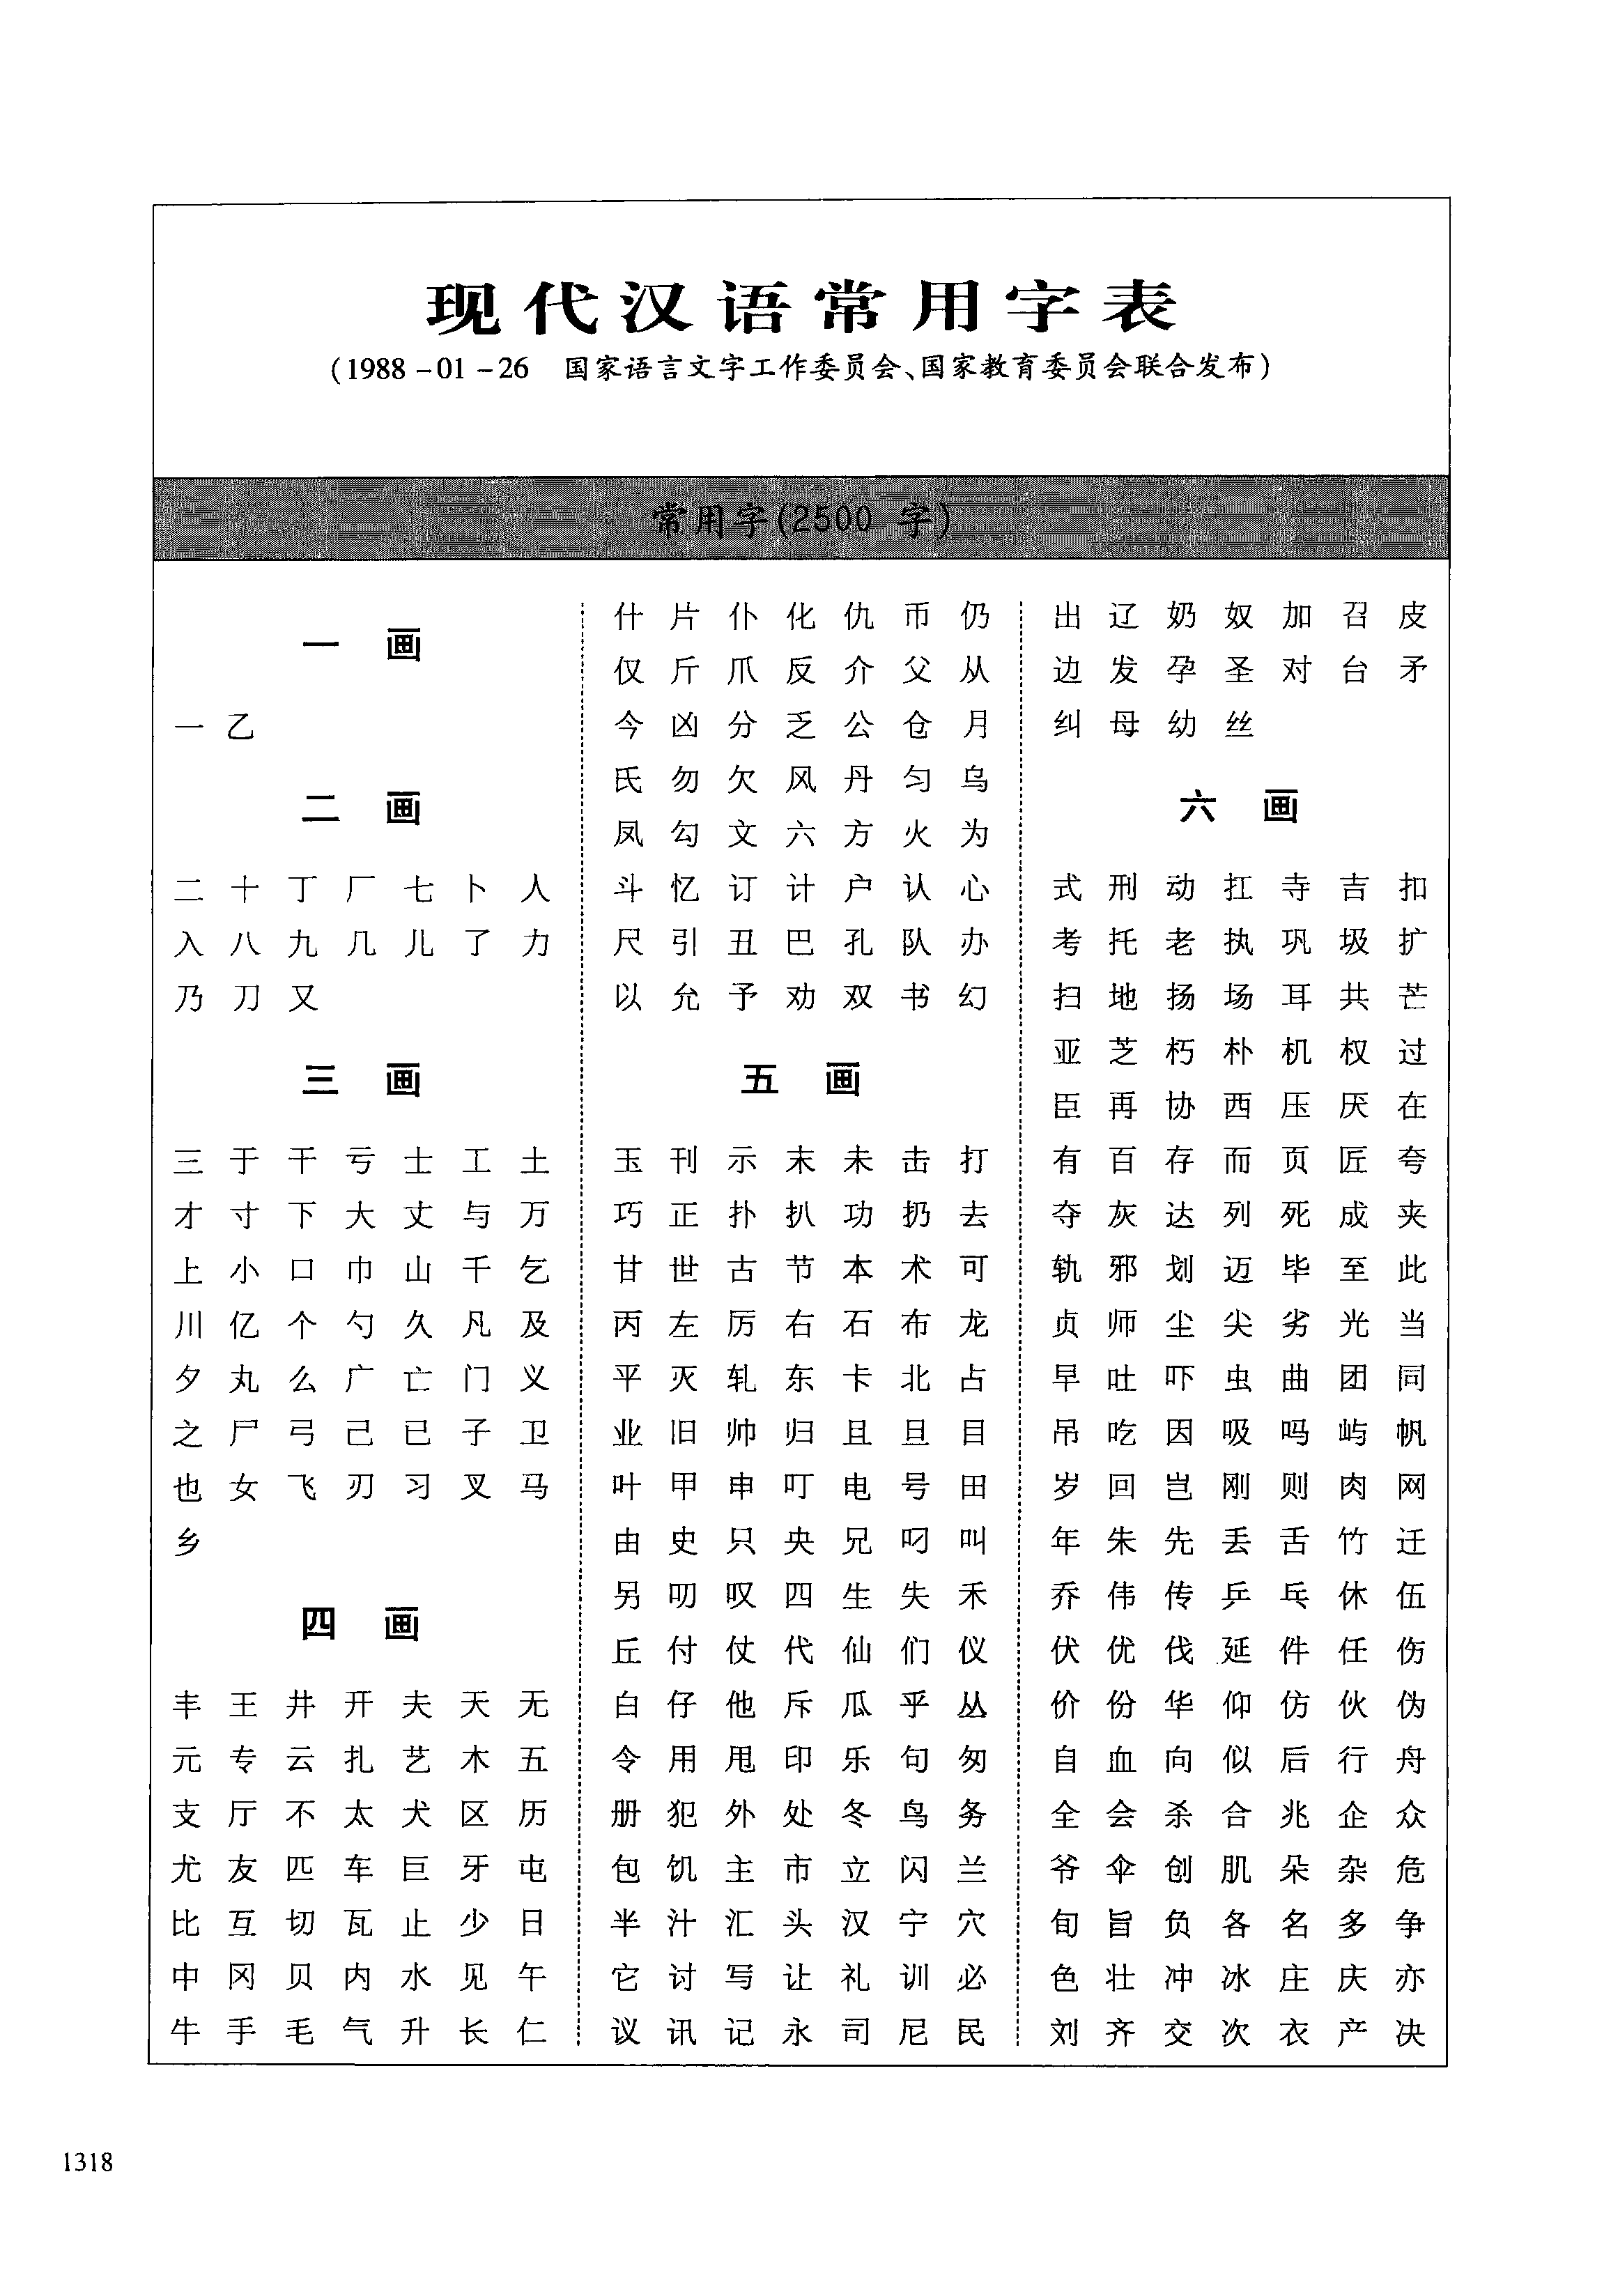 现代汉语常用字表
(1988-01-26 国家语言文字工作委员会、国家教育委员会联合发布)
常用字(2500 字)
一 画
一 乙
二 画
二 十 丁 厂 七 卜 人
入 八 九 几 儿 了 力
乃 刀 又
三 画
三 于 干 亏 士 工 土
才 寸 下 大 丈 与 万
上 小 口 巾 山 千 乞
川 亿 个 勺 久 凡 及
夕 丸 么 广 亡 门 义
之 尸 弓 己 已 子 卫
也 女 飞 刃 习 叉 马
乡
四 画
丰 王 井 开 夫 天 无
元 专 云 扎 艺 木 五
支 厅 不 太 犬 区 历
尤 友 匹 车 巨 牙 屯
比 互 切 瓦 止 少 日
中 冈 贝 内 水 见 午
牛 手 毛 气 升 长 仁
什 片 仆 化 仇 币 仍
仅 斤 爪 反 介 父 从
今 凶 分 乏 公 仓 月
氏 勿 欠 风 丹 匀 乌
凤 勾 文 六 方 火 为
斗 忆 订 计 户 认 心
尺 引 丑 巴 孔 队 办
以 允 予 劝 双 书 幻
五 画
玉 刊 示 末 未 击 打
巧 正 扑 扒 功 扔 去
甘 世 古 节 本 术 可
丙 左 厉 右 石 布 龙
平 灭 轧 东 卡 北 占
业 旧 帅 归 且 旦 目
叶 甲 申 叮 电 号 田
由 史 只 央 兄 叼 叫
另 叨 叹 四 生 失 禾
丘 付 仗 代 仙 们 仪
白 仔 他 斥 瓜 乎 丛
令 用 甩 印 乐 句 匆
册 犯 外 处 冬 鸟 务
包 饥 主 市 立 闪 兰
半 汁 汇 头 汉 宁 穴
它 讨 写 让 礼 训 必
议 讯 记 永 司 尼 民
出 辽 奶 奴 加 召 皮
边 发 孕 圣 对 台 矛
纠 母 幼 丝
六 画
式 刑 动 扛 寺 吉 扣
考 托 老 执 巩 圾 扩
扫 地 扬 场 耳 共 芒
亚 芝 朽 朴 机 权 过
臣 再 协 西 压 厌 在
有 百 存 而 页 匠 夸
夺 灰 达 列 死 成 夹
轨 邪 划 迈 毕 至 此
贞 师 尘 尖 劣 光 当
早 吐 吓 虫 曲 团 同
吊 吃 因 吸 吗 屿 帆
岁 回 岂 刚 则 肉 网
年 朱 先 丢 舌 竹 迁
乔 伟 传 乒 乓 休 伍
伏 优 伐 延 件 任 伤
价 份 华 仰 仿 伙 伪
自 血 向 似 后 行 舟
全 会 杀 合 兆 企 众
爷 伞 创 肌 朵 杂 危
旬 旨 负 各 名 多 争
色 壮 冲 冰 庄 庆 亦
刘 齐 交 次 衣 产 决
1318